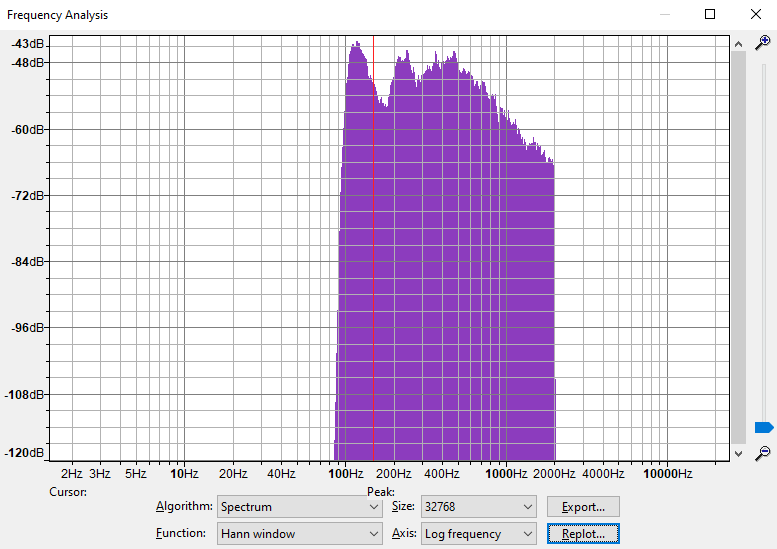 Frequency Analysis
-43dB
-48dB
-60dB
-72dB
-84dB
-96dB
-108dB
-120dB
2Hz 3Hz 5Hz 10Hz 20Hz 40Hz 100Hz 200Hz 400Hz 1000Hz 2000Hz 4000Hz 10000Hz
Cursor: Peak:
Algorithm: Spectrum Size: 32768 Export...
Function: Hann window Axis: Log frequency Replot...